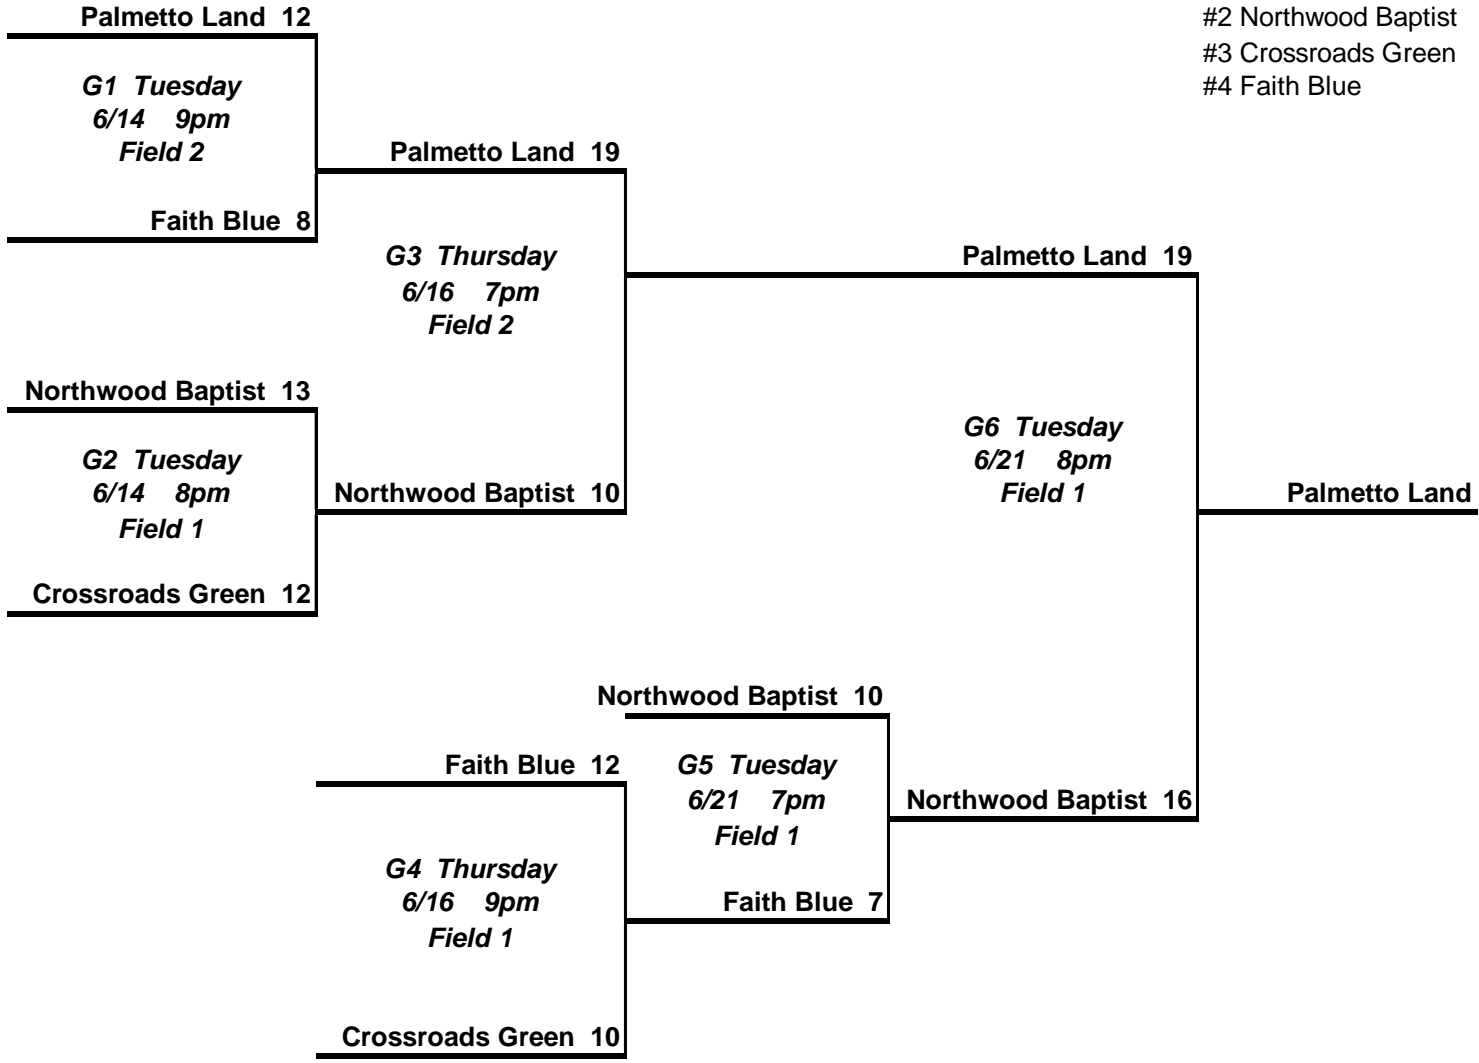 Palmetto Land 12
#2 Northwood Baptist
#3 Crossroads Green
#4 Faith Blue
G1 Tuesday
6/14 9pm
Field 2
Palmetto Land 19
Faith Blue 8
G3 Thursday
6/16 7pm
Field 2
Palmetto Land 19
Northwood Baptist 13
G2 Tuesday
6/14 8pm
Field 1
Northwood Baptist 10
G6 Tuesday
6/21 8pm
Field 1
Palmetto Land
Crossroads Green 12
Northwood Baptist 10
Faith Blue 12
G5 Tuesday
6/21 7pm
Field 1
Northwood Baptist 16
G4 Thursday
6/16 9pm
Field 1
Faith Blue 7
Crossroads Green 10